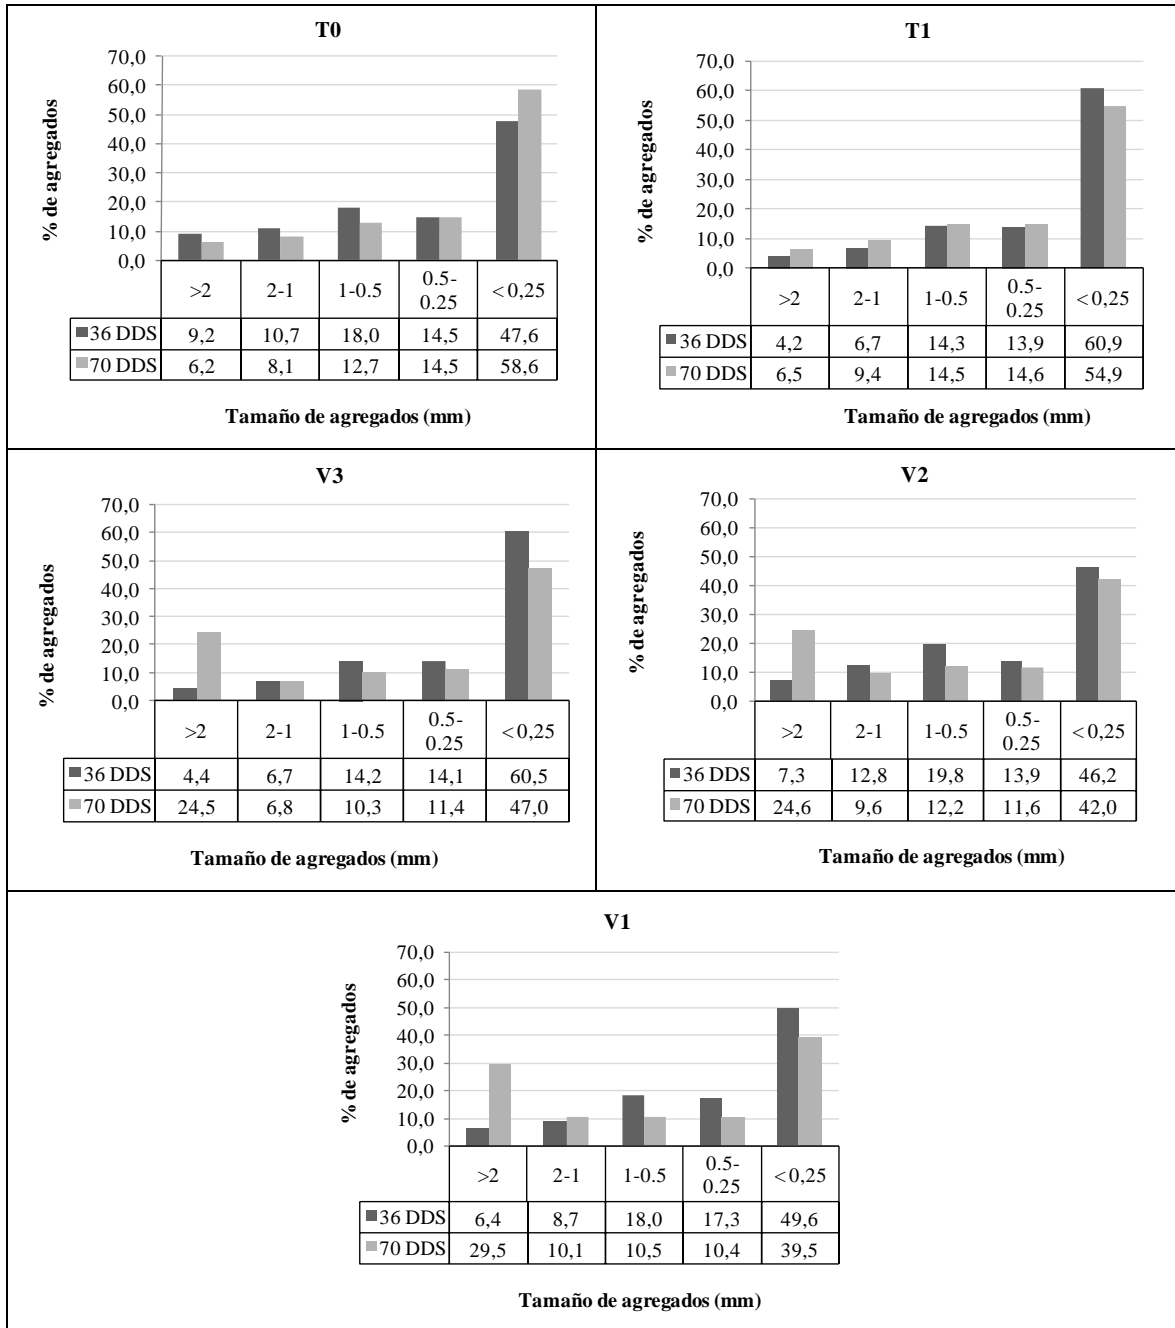 T0
70,0
60,0
50,0
40,0
30,0
20,0
10,0
0,0
% de agregados
>2 2-1 1-0.5 0.5-0.25 <0,25
36 DDS 9,2 10,7 18,0 14,5 47,6
70 DDS 6,2 8,1 12,7 14,5 58,6
Tamaño de agregados (mm)
T1
70,0
60,0
50,0
40,0
30,0
20,0
10,0
0,0
% de agregados
>2 2-1 1-0.5 0.5-0.25 <0,25
36 DDS 4,2 6,7 14,3 13,9 60,9
70 DDS 6,5 9,4 14,5 14,6 54,9
Tamaño de agregados (mm)
V3
70,0
60,0
50,0
40,0
30,0
20,0
10,0
0,0
% de agregados
>2 2-1 1-0.5 0.5-0.25 <0,25
36 DDS 4,4 6,7 14,2 14,1 60,5
70 DDS 24,5 6,8 10,3 11,4 47,0
Tamaño de agregados (mm)
V2
70,0
60,0
50,0
40,0
30,0
20,0
10,0
0,0
% de agregados
>2 2-1 1-0.5 0.5-0.25 <0,25
36 DDS 7,3 12,8 19,8 13,9 46,2
70 DDS 24,6 9,6 12,2 11,6 42,0
Tamaño de agregados (mm)
V1
70,0
60,0
50,0
40,0
30,0
20,0
10,0
0,0
% de agregados
>2 2-1 1-0.5 0.5-0.25 <0,25
36 DDS 6,4 8,7 18,0 17,3 49,6
70 DDS 29,5 10,1 10,5 10,4 39,5
Tamaño de agregados (mm)